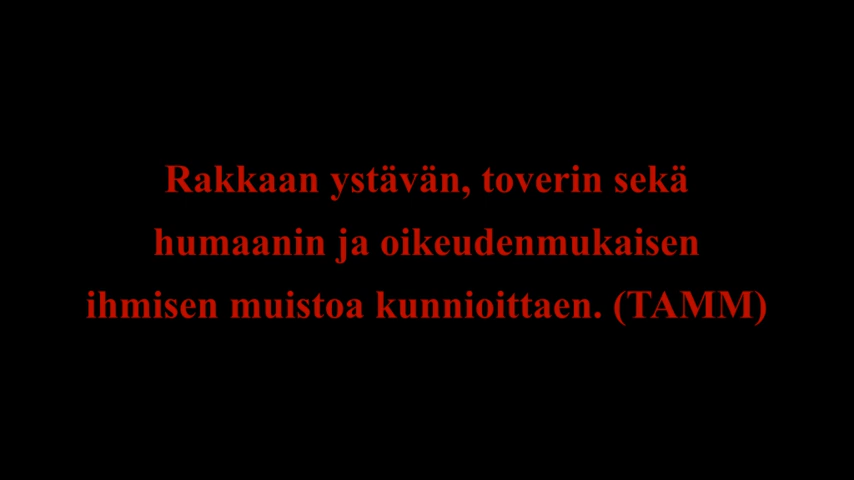 Rakkaan ystävän, toverin sekä
humaanin ja oikeudenmukaisen
ihmisen muistoa kunnioittaen. (TAMM)